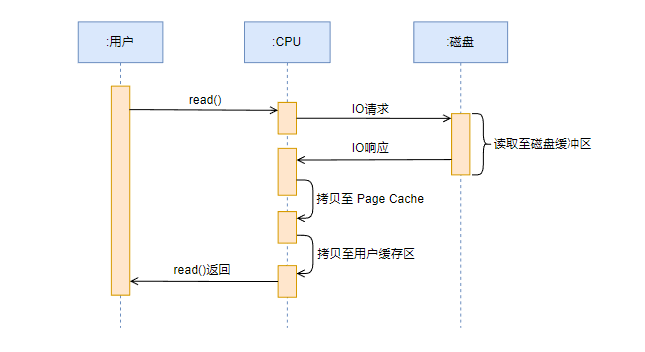 :用户
:CPU
:磁盘
read()
IO请求
读取至磁盘缓冲区
IO响应
拷贝至 Page Cache
拷贝至用户缓存区
read()返回